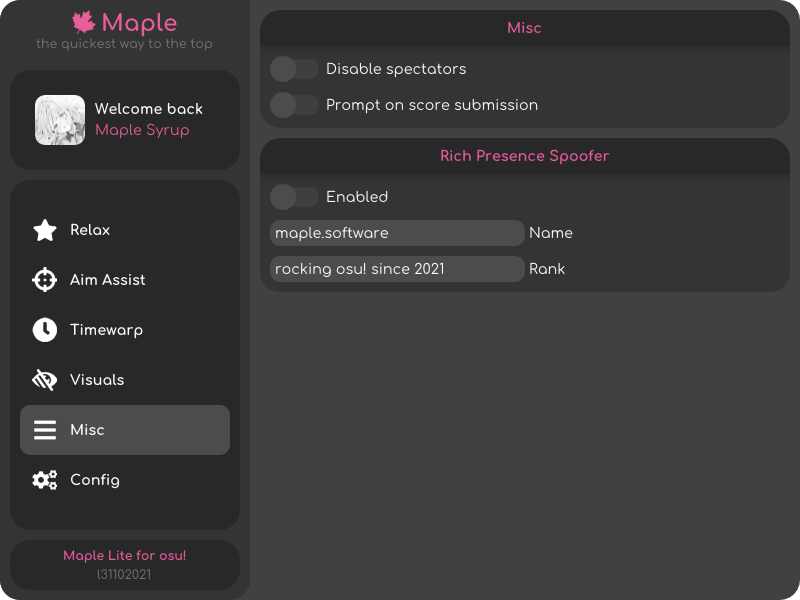 Maple
the quickest way to the top
Welcome back
Maple Syrup
Relax
Aim Assist
Timewarp
Visuals
Misc
Config
Maple Lite for osu!
l31102021
Misc
Disable spectators
Prompt on score submission
Rich Presence Spoofer
Enabled
maple.software Name
rocking osu! since 2021 Rank